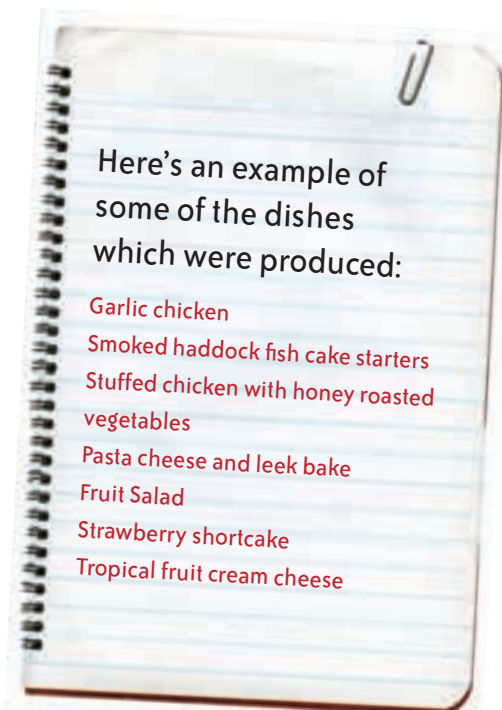 Here’s an example of
some of the dishes
which were produced:
Garlic chicken
Smoked haddock fish cake starters
Stuffed chicken with honey roasted
vegetables
Pasta cheese and leek bake
Fruit Salad
Strawberry shortcake
Tropical fruit cream cheese